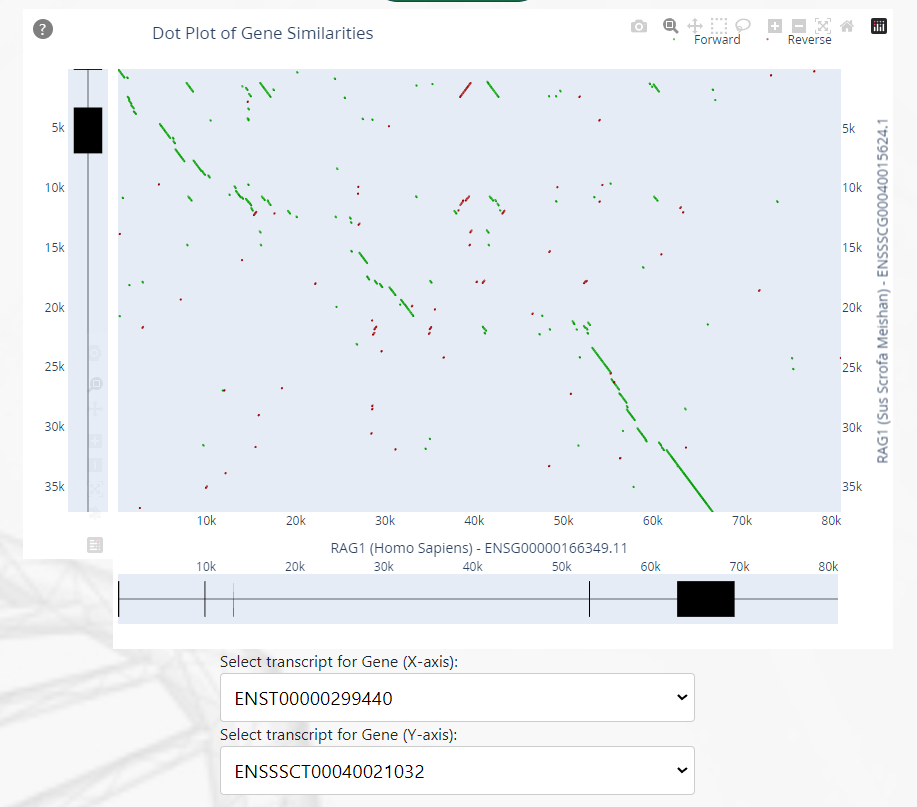 ?
Dot Plot of Gene Similarities
Forward
Reverse
5k
10k
15k
20k
25k
30k
35k
5k
10k
15k
20k
25k
30k
35k
RAG1 (Sus Scrofa Meishan) - ENSSSCG00040015624.1
10k 20k 30k 40k 50k 60k 70k 80k
RAG1 (Homo Sapiens) - ENSG00000166349.11
10k 20k 30k 40k 50k 60k 70k 80k
Select transcript for Gene (X-axis):
ENST00000299440
Select transcript for Gene (Y-axis):
ENSSSCT00040021032